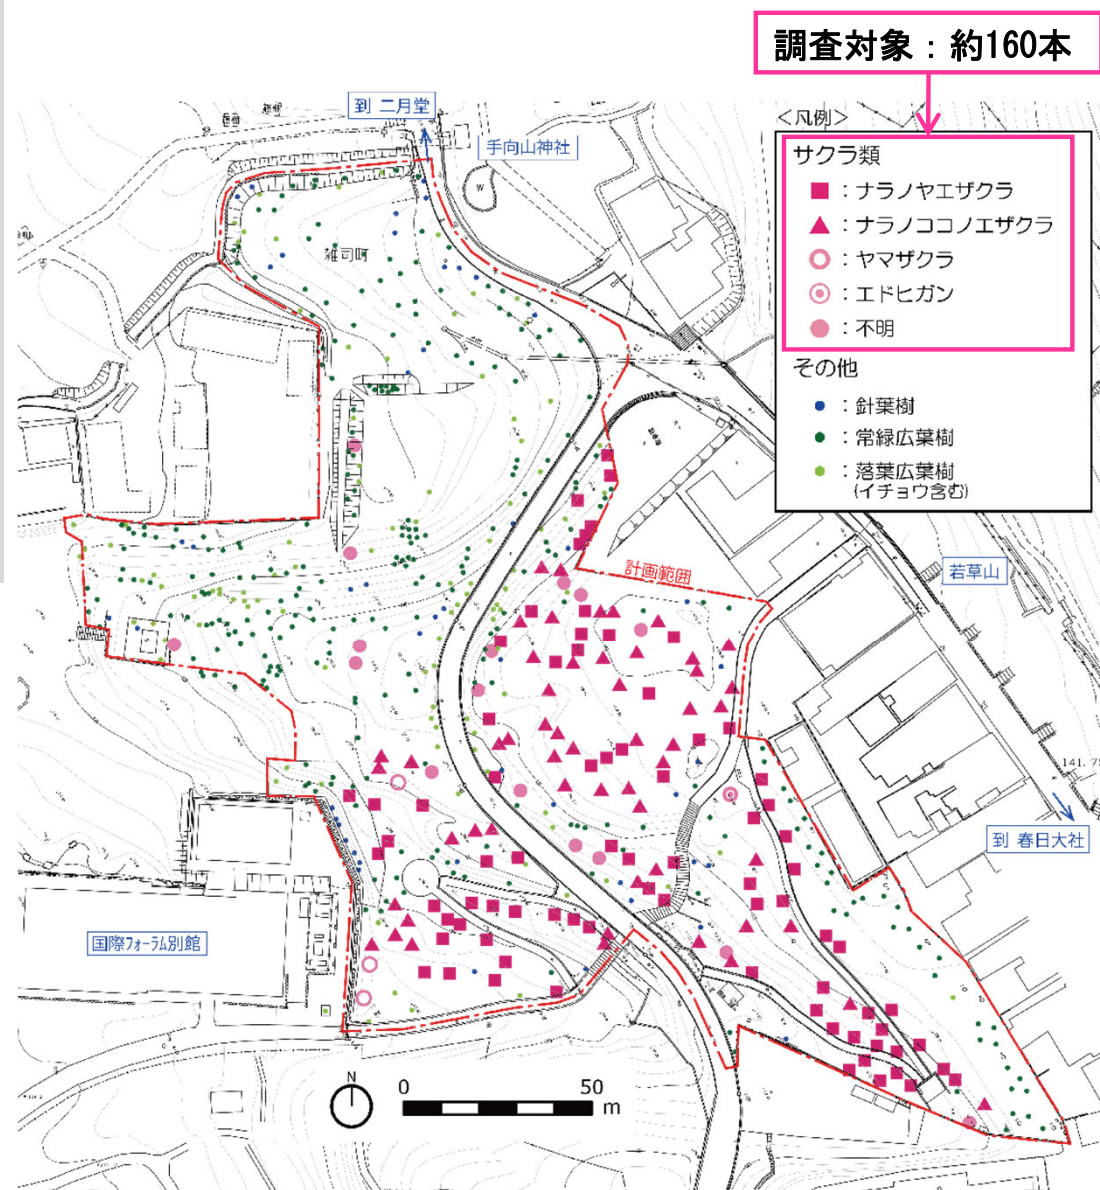 調査対象：約160本
到 二月堂
手向山神社
＜凡例＞
サクラ類
：ナラノヤエザクラ
：ナラノココノエザクラ
：ヤマザクラ
：エドヒガン
：不明
その他
：針葉樹
：常緑広葉樹
：落葉広葉樹
(イチョウ含む)
雑司町
W
計画範囲
若草山
141.75
到 春日大社
国際フォーラム別館
N
0
50
m